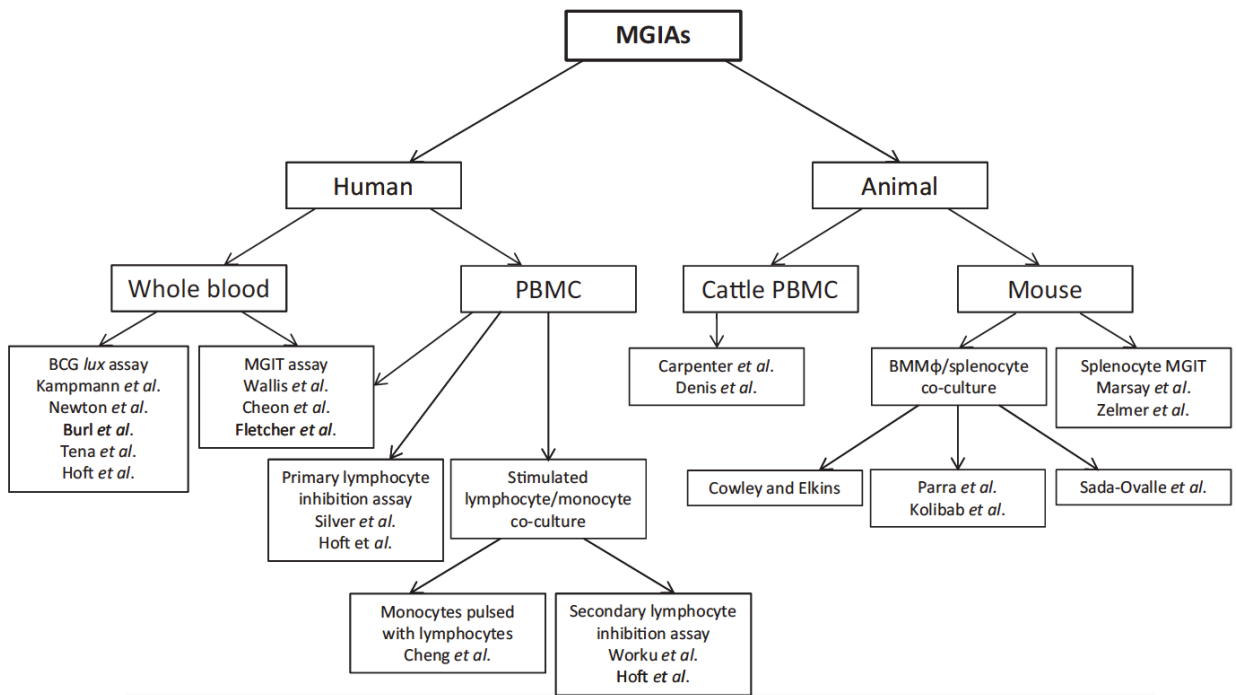 MGIAs
Human
Animal
Whole blood
PBMC
Cattle PBMC
Mouse
BCG lux assay
Kampmann et al.
Newton et al.
Burl et al.
Tena et al.
Hoft et al.
MGIT assay
Wallis et al.
Cheon et al.
Fletcher et al.
Carpenter et al.
Denis et al.
BMMϕ/splenocyte
co-culture
Splenocyte MGIT
Marsay et al.
Zelmer et al.
Primary lymphocyte
inhibition assay
Silver et al.
Hoft et al.
Stimulated
lymphocyte/monocyte
co-culture
Cowley and Elkins
Parra et al.
Kolibab et al.
Sada-Ovalle et al.
Monocytes pulsed
with lymphocytes
Cheng et al.
Secondary lymphocyte
inhibition assay
Worku et al.
Hoft et al.